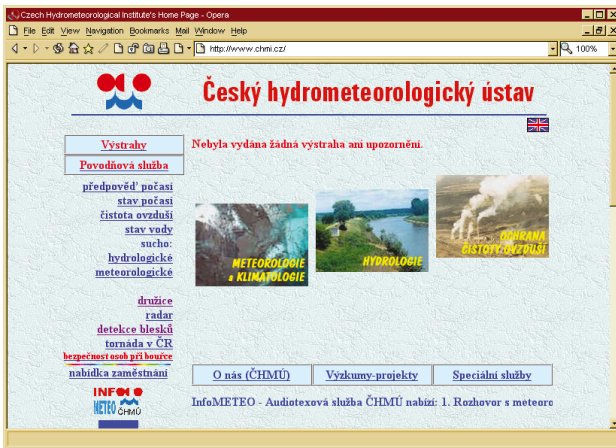 Czech Hydrometeorological Institute's Home Page - Opera
File Edit View Navigation Bookmarks Mail Window Help
http://www.chmi.cz/
100%
Český hydrometeorologický ústav
Výstrahy
Nebyla vydána žádná výstraha ani upozornění.
Povodňová služba
předpověď počasí
stav počasí
čistota ovzduší
stav vody
sucho:
hydrologické
meteorologické
METEOROLOGIE
a KLIMATOLOGIE
HYDROLOGIE
OCHRANA
ČISTOTY OVZDUŠÍ
družice
radar
detekce blesků
tornáda v ČR
bezpečnost osob při bouřce
nabídka zaměstnání
O nás (ČHMÚ)
Výzkumy-projekty
Speciální služby
INFO
METEO ČHMÚ
InfoMETEO - Audiotexová služba ČHMÚ nabízí: 1. Rozhovor s meteoro